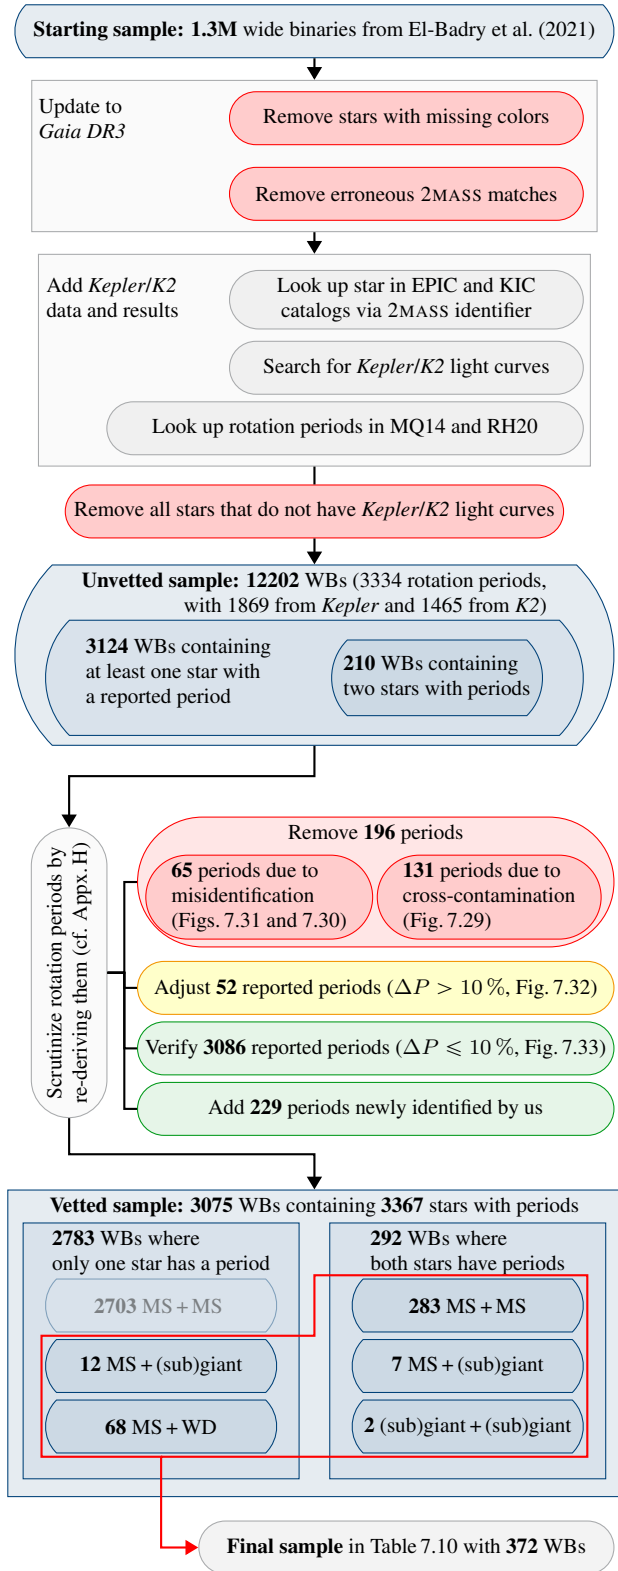 Starting sample: 1.3M wide binaries from El-Badry et al. (2021)
Update to
Gaia DR3
Remove stars with missing colors
Remove erroneous 2MASS matches
Add Kepler/K2
data and results
Look up star in EPIC and KIC
catalogs via 2MASS identifier
Search for Kepler/K2 light curves
Look up rotation periods in MQ14 and RH20
Remove all stars that do not have Kepler/K2 light curves
Unvetted sample: 12202 WBs (3334 rotation periods,
with 1869 from Kepler and 1465 from K2)
3124 WBs containing
at least one star with
a reported period
210 WBs containing
two stars with periods
Scrutinize rotation periods by
re-deriving them (cf. Appx. H)
Remove 196 periods
65 periods due to
misidentification
(Figs. 7.31 and 7.30)
131 periods due to
cross-contamination
(Fig. 7.29)
Adjust 52 reported periods (ΔP > 10 %, Fig. 7.32)
Verify 3086 reported periods (ΔP ⩽ 10 %, Fig. 7.33)
Add 229 periods newly identified by us
Vetted sample: 3075 WBs containing 3367 stars with periods
2783 WBs where
only one star has a period
2703 MS + MS
12 MS + (sub)giant
68 MS + WD
292 WBs where
both stars have periods
283 MS + MS
7 MS + (sub)giant
2 (sub)giant + (sub)giant
Final sample in Table 7.10 with 372 WBs